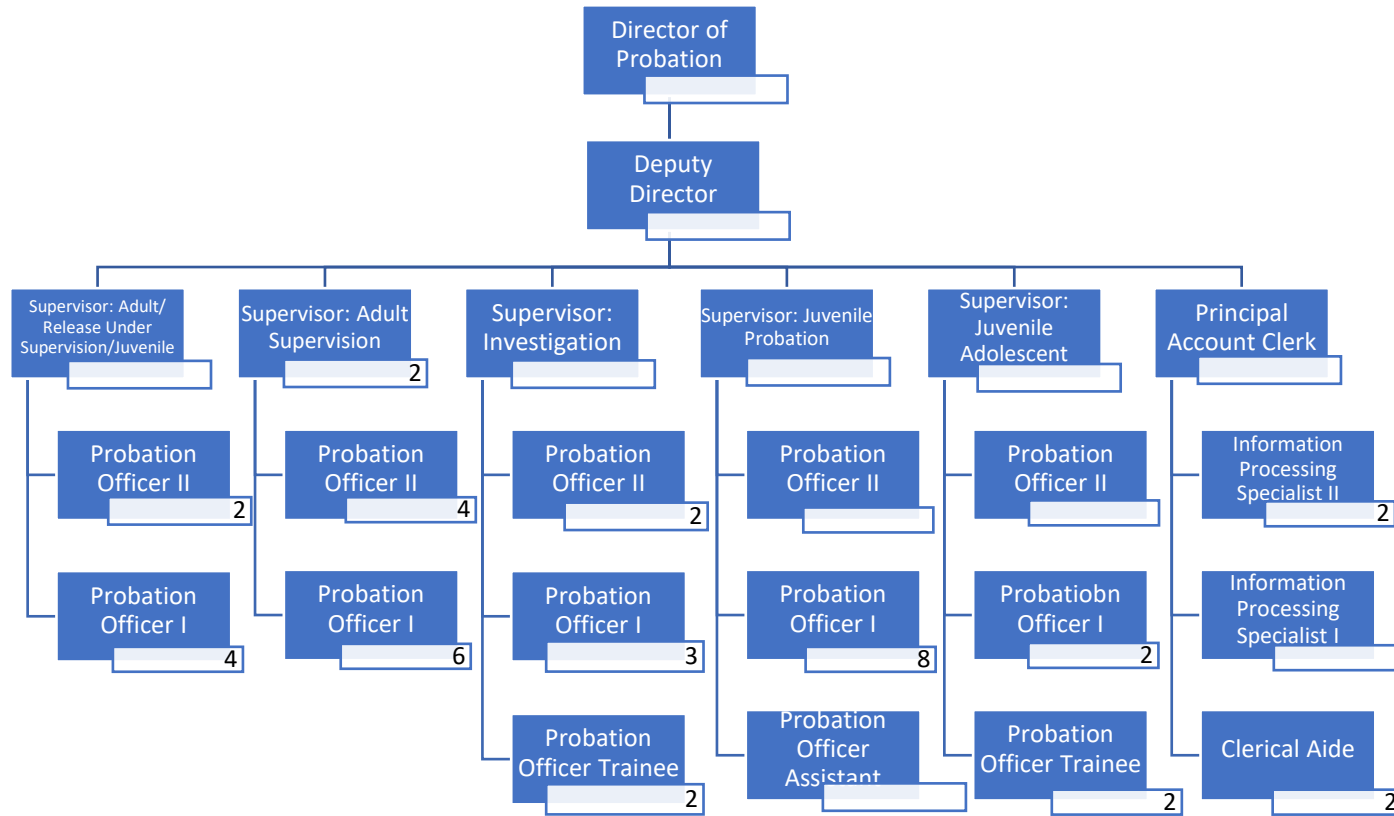 Director of
Probation
Deputy
Director
Supervisor: Adult/
Release Under
Supervision/Juvenile
Supervisor: Adult
Supervision
2
Supervisor:
Investigation
Supervisor: Juvenile
Probation
Supervisor:
Juvenile
Adolescent
Principal
Account Clerk
Probation
Officer II
2
Probation
Officer II
4
Probation
Officer II
2
Probation
Officer II
Probation
Officer II
Information
Processing
Specialist II
2
Probation
Officer I
4
Probation
Officer I
6
Probation
Officer I
3
Probation
Officer I
8
Probatiobn
Officer I
2
Information
Processing
Specialist I
Probation
Officer Trainee
2
Probation
Officer
Assistant
Probation
Officer Trainee
2
Clerical Aide
2